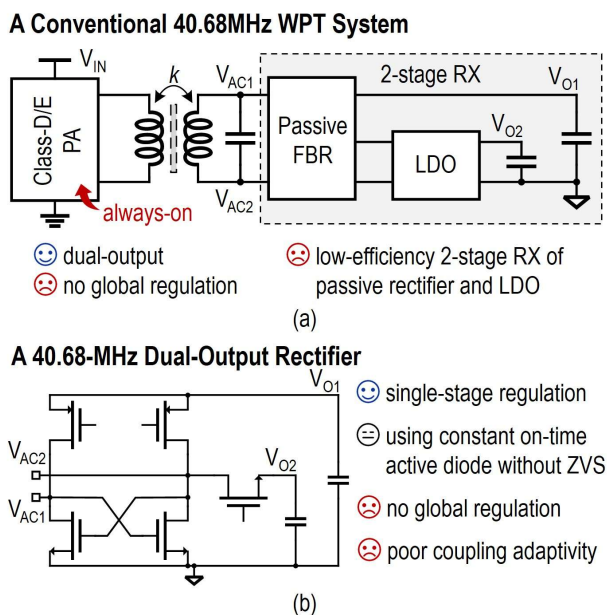 A Conventional 40.68MHz WPT System
V_IN
Class-D/E
PA
always-on
k
V_AC1
V_AC2
2-stage RX
Passive
FBR
LDO
V_O1
V_O2
dual-output
no global regulation
low-efficiency 2-stage RX of
passive rectifier and LDO
(a)
A 40.68-MHz Dual-Output Rectifier
V_O1
V_AC2
V_O2
V_AC1
single-stage regulation
using constant on-time
active diode without ZVS
no global regulation
poor coupling adaptivity
(b)